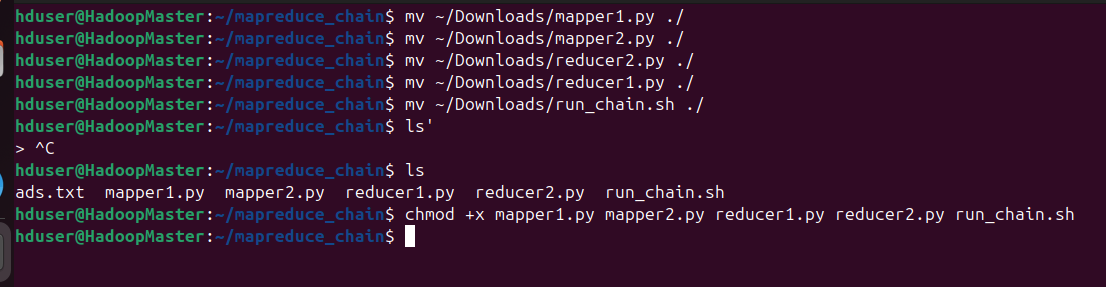 hduser@HadoopMaster:~/mapreduce_chain$ mv ~/Downloads/mapper1.py ./
hduser@HadoopMaster:~/mapreduce_chain$ mv ~/Downloads/mapper2.py ./
hduser@HadoopMaster:~/mapreduce_chain$ mv ~/Downloads/reducer2.py ./
hduser@HadoopMaster:~/mapreduce_chain$ mv ~/Downloads/reducer1.py ./
hduser@HadoopMaster:~/mapreduce_chain$ mv ~/Downloads/run_chain.sh ./
hduser@HadoopMaster:~/mapreduce_chain$ ls'
> ^C
hduser@HadoopMaster:~/mapreduce_chain$ ls
ads.txt  mapper1.py  mapper2.py  reducer1.py  reducer2.py  run_chain.sh
hduser@HadoopMaster:~/mapreduce_chain$ chmod +x mapper1.py mapper2.py reducer1.py reducer2.py run_chain.sh
hduser@HadoopMaster:~/mapreduce_chain$